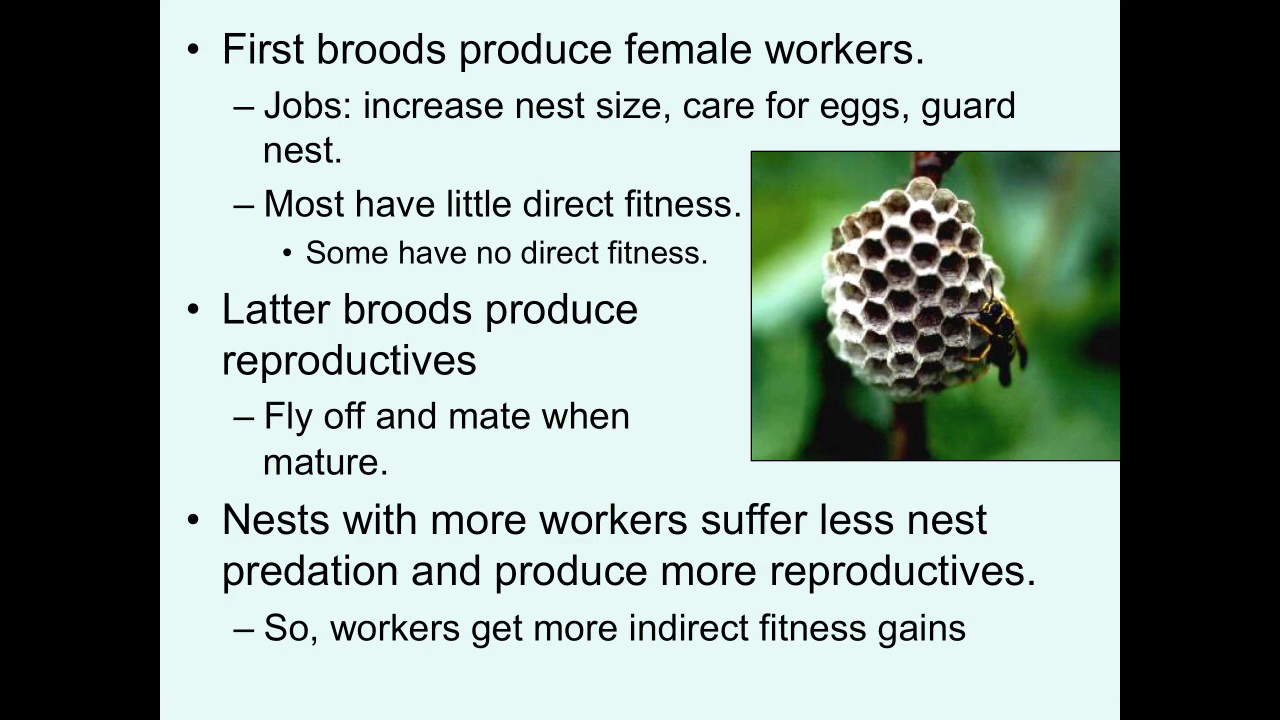 • First broods produce female workers.
– Jobs: increase nest size, care for eggs, guard
nest.
– Most have little direct fitness.
• Some have no direct fitness.
• Latter broods produce
reproductives
– Fly off and mate when
mature.
• Nests with more workers suffer less nest
predation and produce more reproductives.
– So, workers get more indirect fitness gains